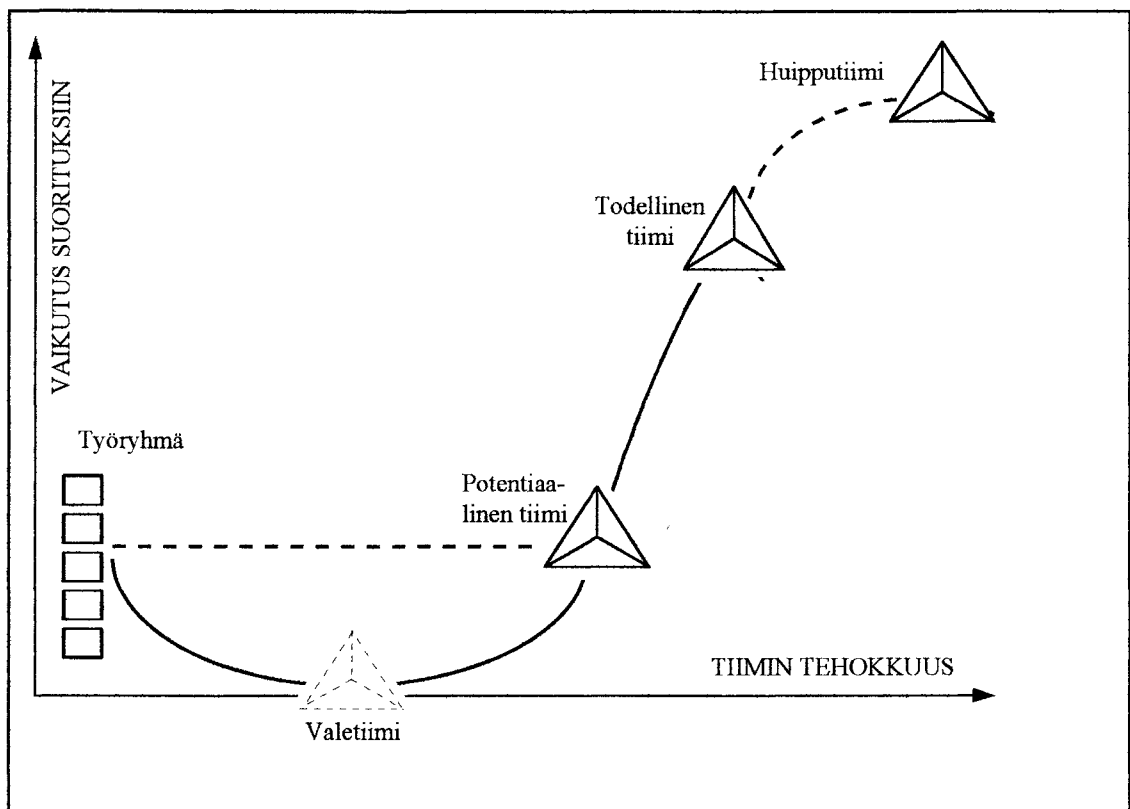 Huipputiimi
VAIKUTUS SUORITUKSIIN
Todellinen
tiimi
Työryhmä
Potentiaa-
linen tiimi
TIIMIN TEHOKKUUS
Valetiimi